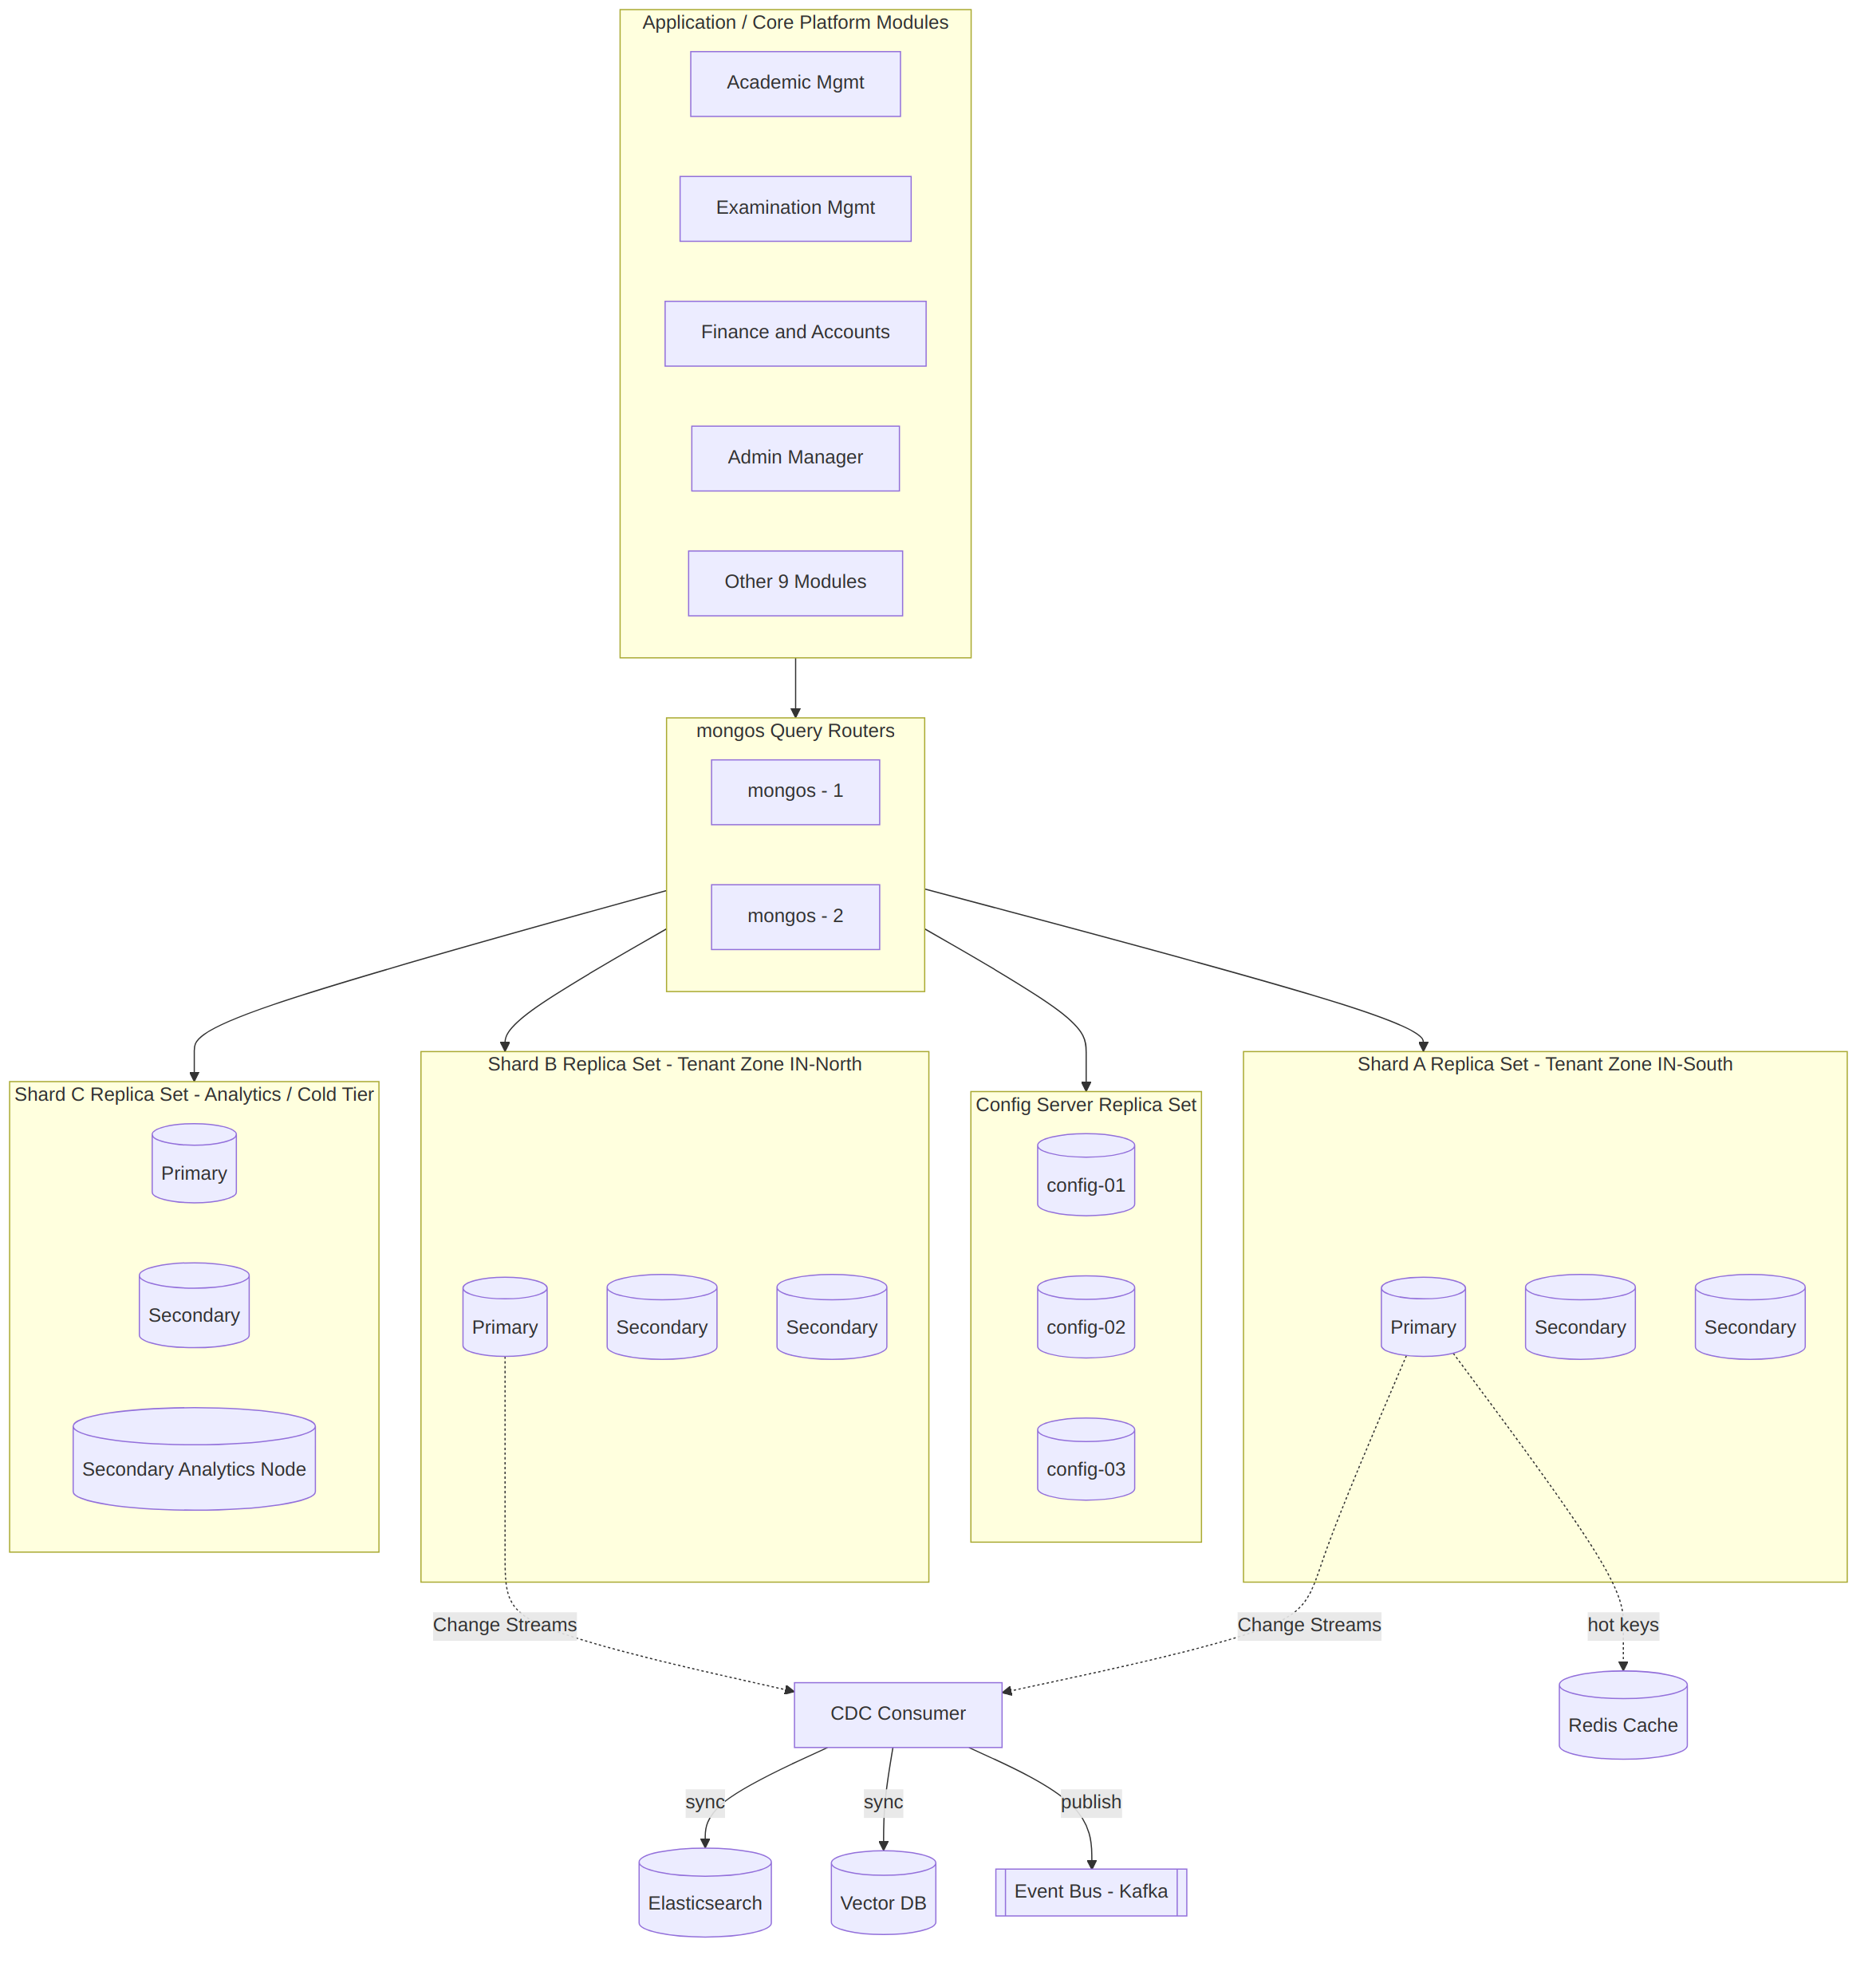 Application / Core Platform Modules
Academic Mgmt
Examination Mgmt
Finance and Accounts
Admin Manager
Other 9 Modules
mongos Query Routers
mongos - 1
mongos - 2
Shard C Replica Set - Analytics / Cold Tier
Primary
Secondary
Secondary Analytics Node
Shard B Replica Set - Tenant Zone IN-North
Primary
Secondary
Secondary
Config Server Replica Set
config-01
config-02
config-03
Shard A Replica Set - Tenant Zone IN-South
Primary
Secondary
Secondary
Change Streams
Change Streams
hot keys
CDC Consumer
Redis Cache
sync
sync
publish
Elasticsearch
Vector DB
Event Bus - Kafka